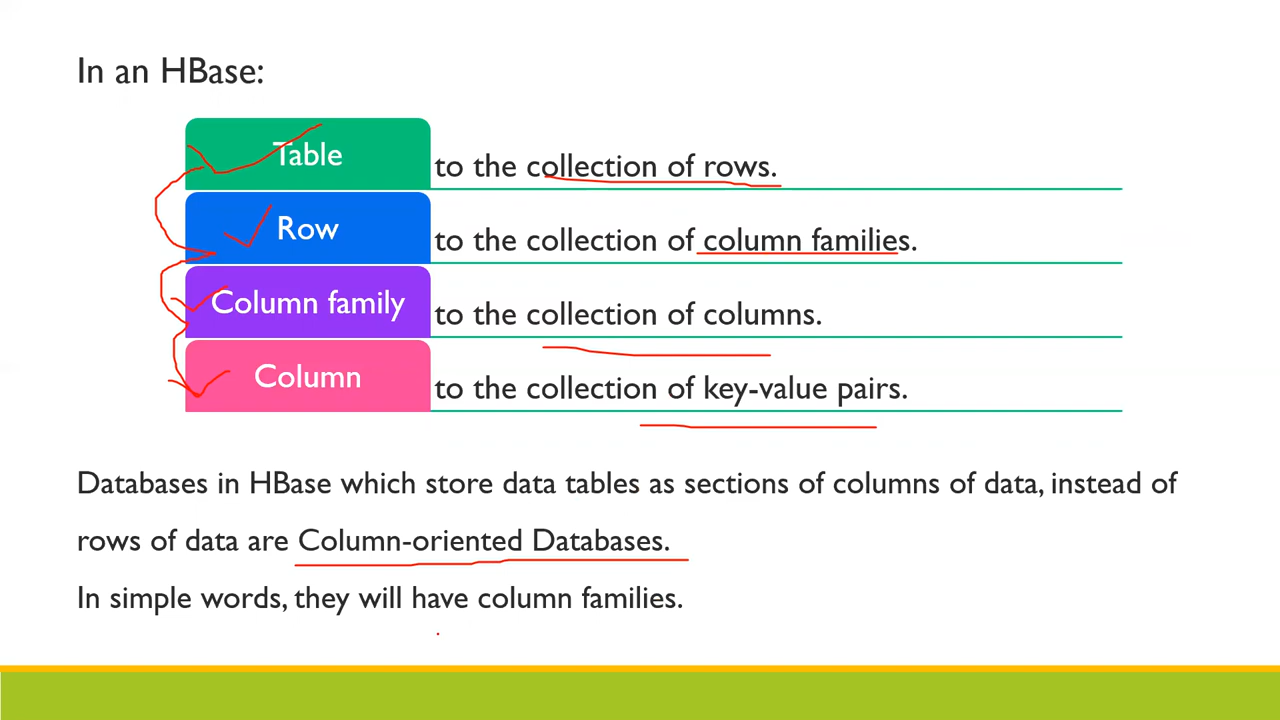 In an HBase:
Table
to the collection of rows.
Row
to the collection of column families.
Column family
to the collection of columns.
Column
to the collection of key-value pairs.
Databases in HBase which store data tables as sections of columns of data, instead of
rows of data are Column-oriented Databases.
In simple words, they will have column families.